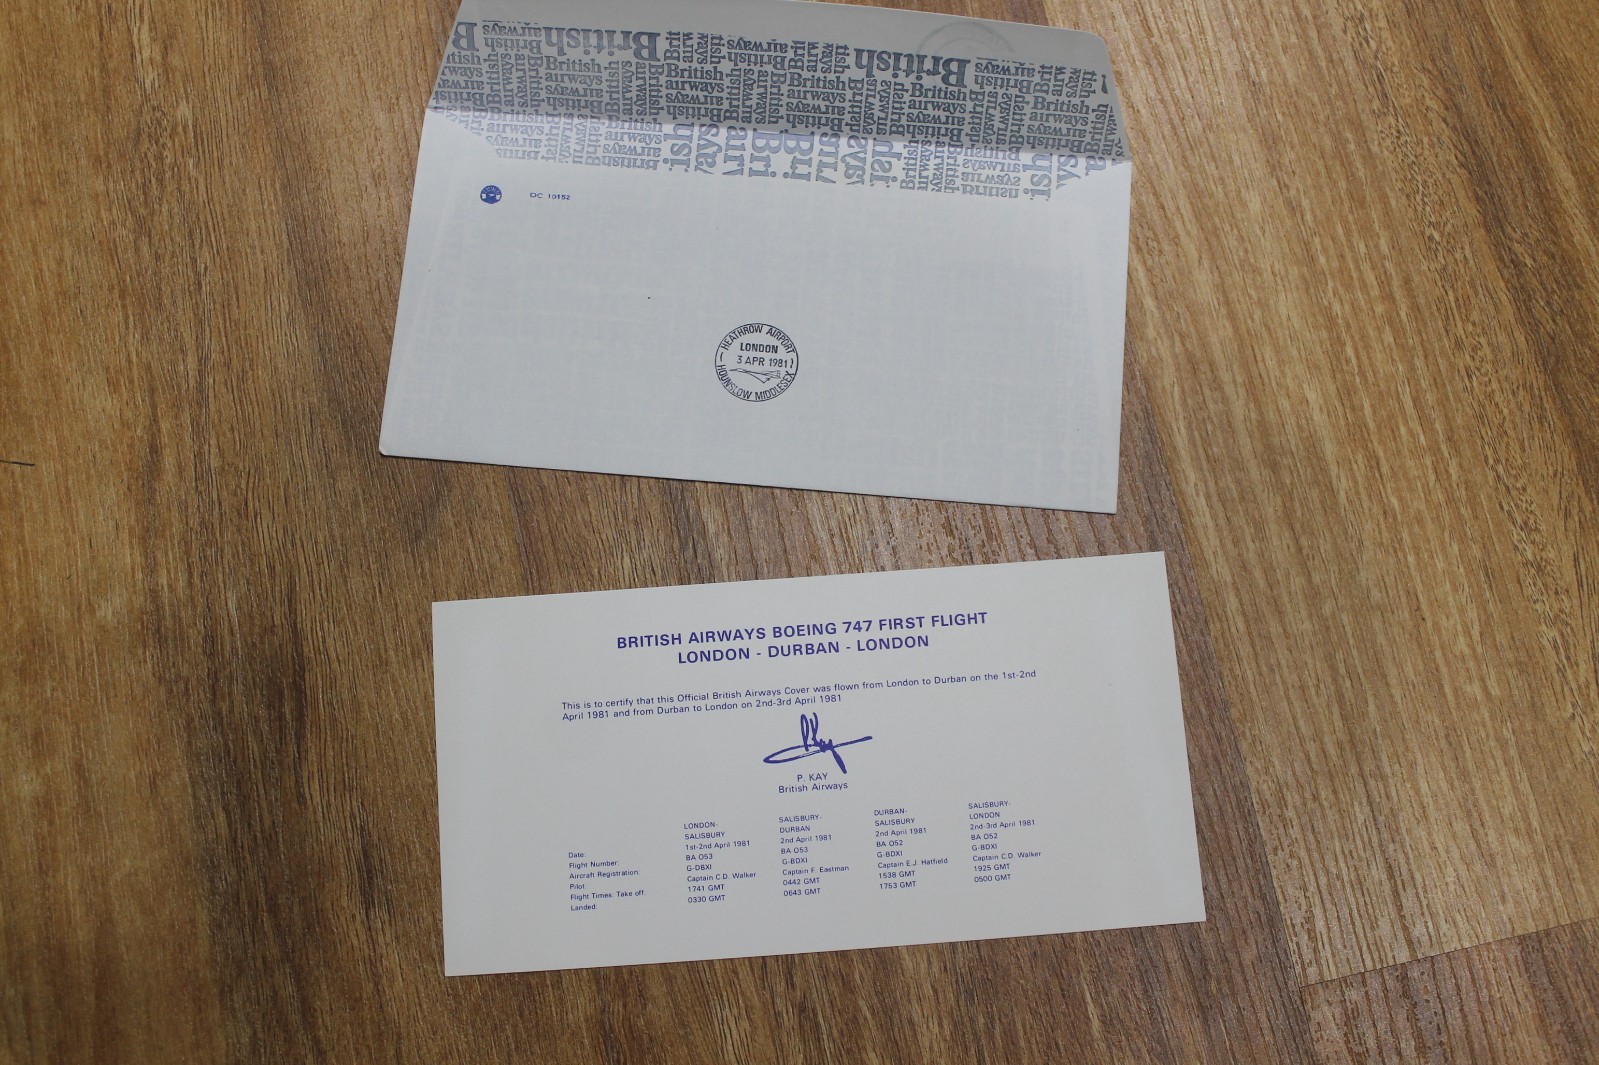 British airways
DC 10152
HEATHROW AIRPORT
LONDON
3 APR 1981
HOUNSLOW MIDDLESEX
BRITISH AIRWAYS BOEING 747 FIRST FLIGHT
LONDON - DURBAN - LONDON
This is to certify that this Official British Airways Cover was flown from London to Durban on the 1st-2nd
April 1981 and from Durban to London on 2nd-3rd April 1981
P. KAY
British Airways
LONDON- SALISBURY- DURBAN- SALISBURY-
SALISBURY DURBAN SALISBURY LONDON
Date: 1st-2nd April 1981 2nd April 1981 2nd April 1981 2nd-3rd April 1981
Flight Number: BA 053 BA 053 BA 052 BA 052
Aircraft Registration: G-DBXI G-BDXI G-BDXI G-BDXI
Pilot Captain C.D. Walker Captain F. Eastman Captain E.J. Hatfield Captain C.D. Walker
Flight Times: Take off: 1741 GMT 0442 GMT 1538 GMT 1925 GMT
Landed: 0330 GMT 0643 GMT 1753 GMT 0500 GMT